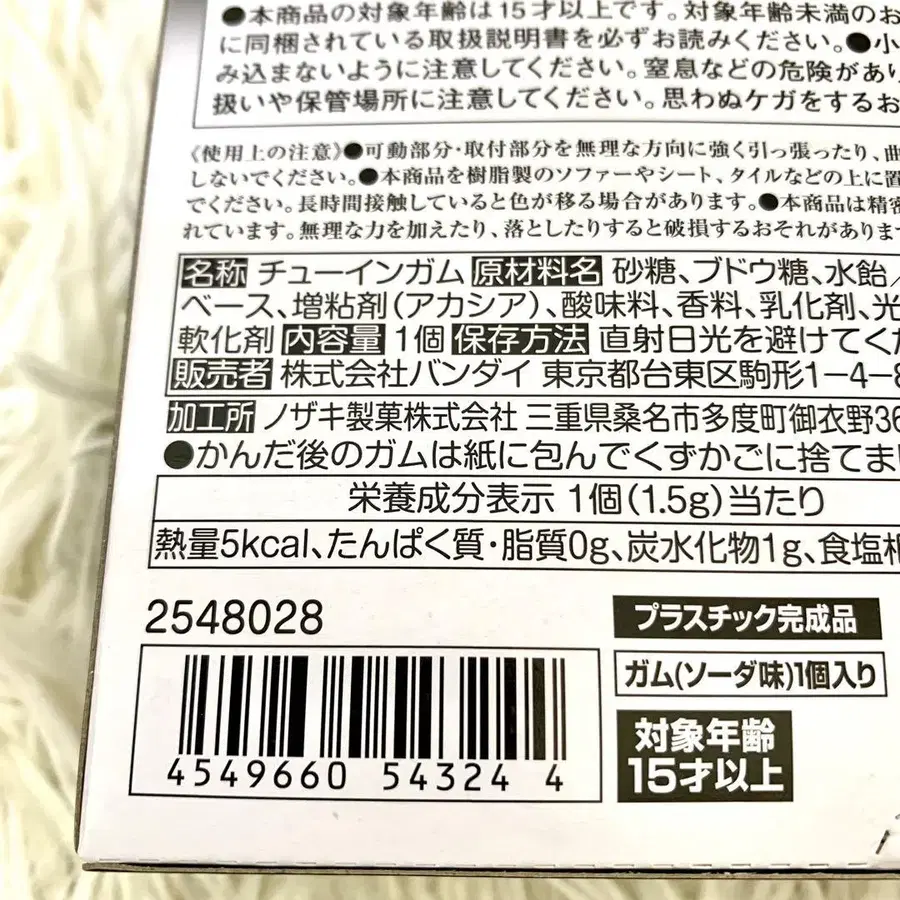 ●本商品の対象年齢は15才以上です。対象年齢未満のお
に同梱されている取扱説明書を必ずお読みください。●小
み込まないように注意してください。窒息などの危険があり
扱いや保管場所に注意してください。思わぬケガをするお
《使用上の注意》●可動部分・取付部分を無理な方向に強く引っ張ったり、曲
しないでください。●本商品を樹脂製のソファーやシート、タイルなどの上に置
でください。長時間接触していると色が移る場合があります。●本商品は精密
れています。無理な力を加えたり、落としたりすると破損するおそれがあります
名称 チューインガム 原材料名 砂糖、ブドウ糖、水飴／
ベース、増粘剤(アカシア)、酸味料、香料、乳化剤、光
軟化剤 内容量 1個 保存方法 直射日光を避けてくだ
販売者 株式会社バンダイ 東京都台東区駒形1-4-8
加工所 ノザキ製菓株式会社 三重県桑名市多度町御衣野36
●かんだ後のガムは紙に包んでくずかごに捨てまし
栄養成分表示 1個(1.5g)当たり
熱量5kcal、たんぱく質・脂質0g、炭水化物1g、食塩相
2548028
プラスチック完成品
ガム(ソーダ味)1個入り
対象年齢
15才以上
4549660 543244